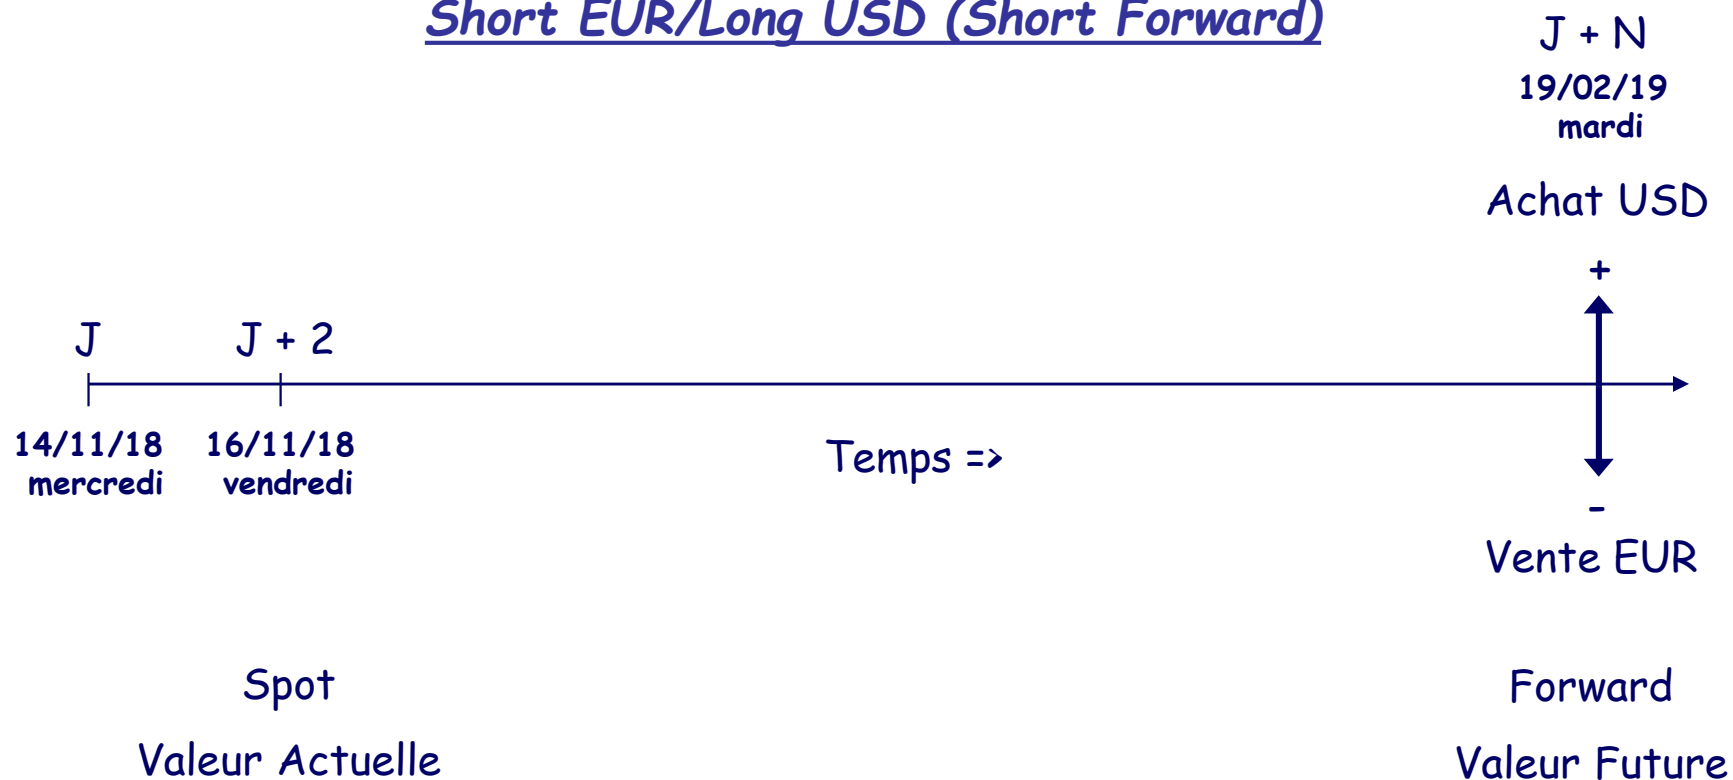 Short EUR/Long USD (Short Forward)
J + N
19/02/19
mardi
Achat USD
+
J
J + 2
14/11/18
mercredi
16/11/18
vendredi
Temps =>
-
Vente EUR
Spot
Forward
Valeur Actuelle
Valeur Future